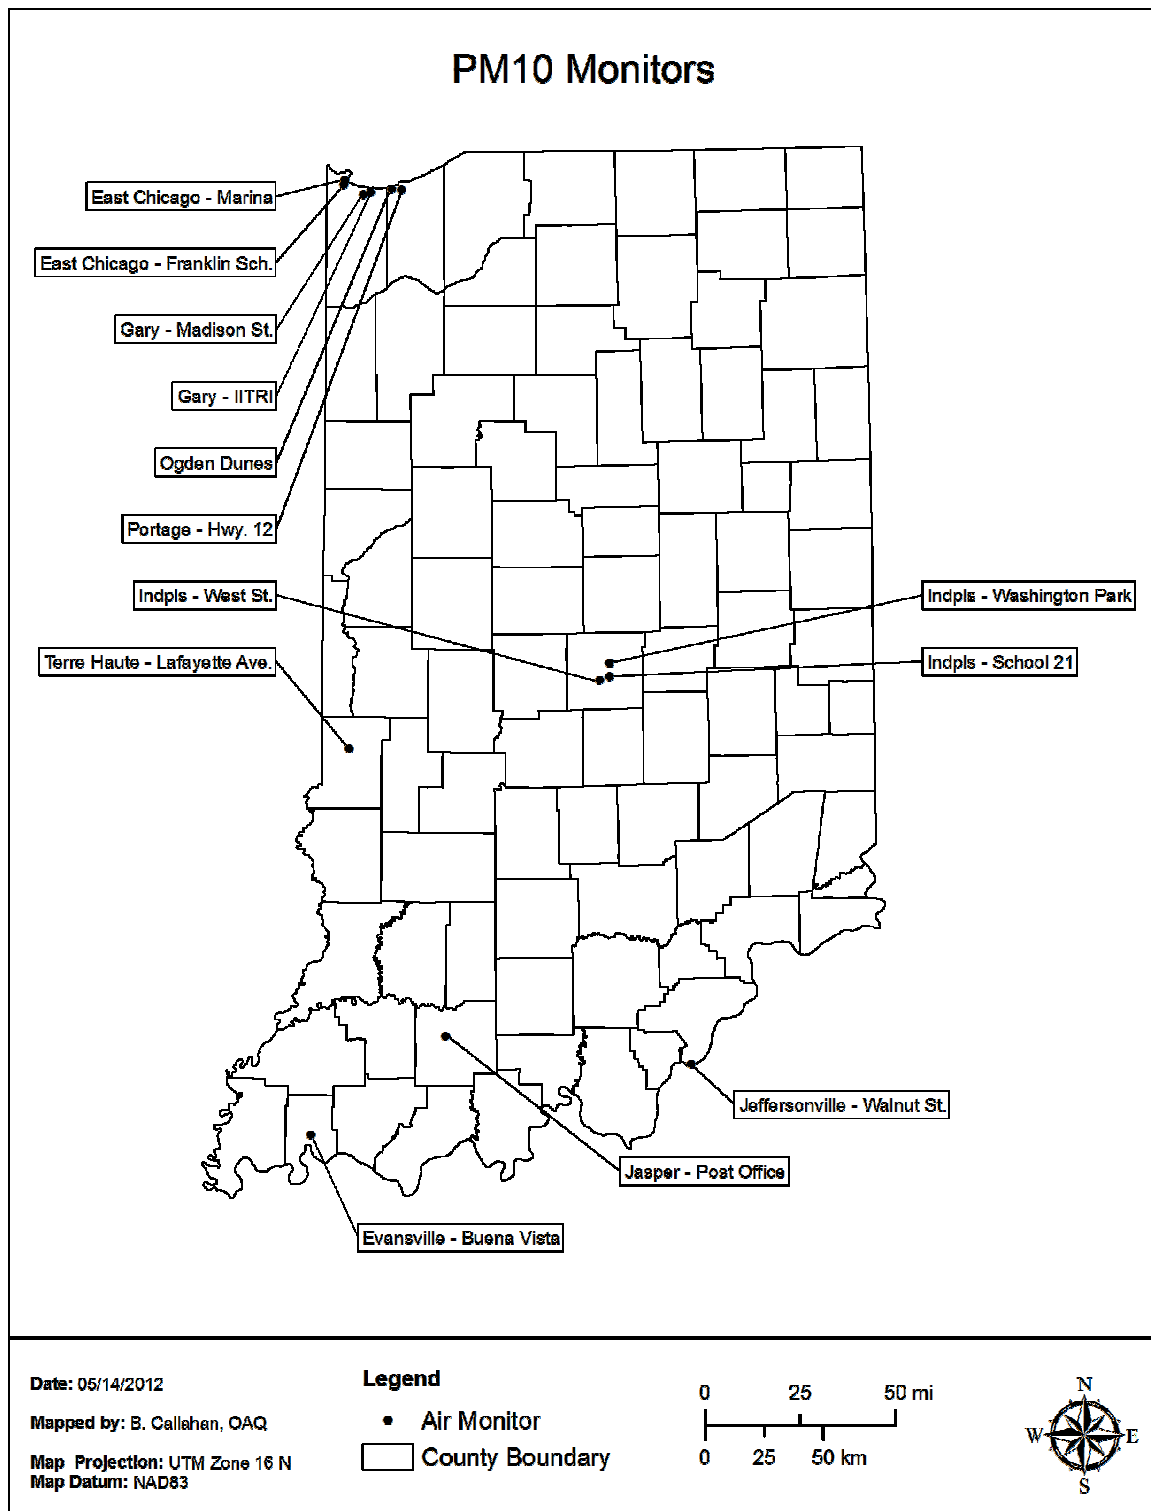 PM10 Monitors
East Chicago - Marina
East Chicago - Franklin Sch.
Gary - Madison St.
Gary - IITRI
Ogden Dunes
Portage - Hwy. 12
Indpls - West St.
Indpls - Washington Park
Terre Haute - Lafayette Ave.
Indpls - School 21
Jeffersonville - Walnut St.
Jasper - Post Office
Evansville - Buena Vista
Date: 05/14/2012
Mapped by: B. Callahan, OAQ
Map Projection: UTM Zone 16 N
Map Datum: NAD83
Legend
Air Monitor
County Boundary
0 25 50 mi
0 25 50 km
N
W E
S